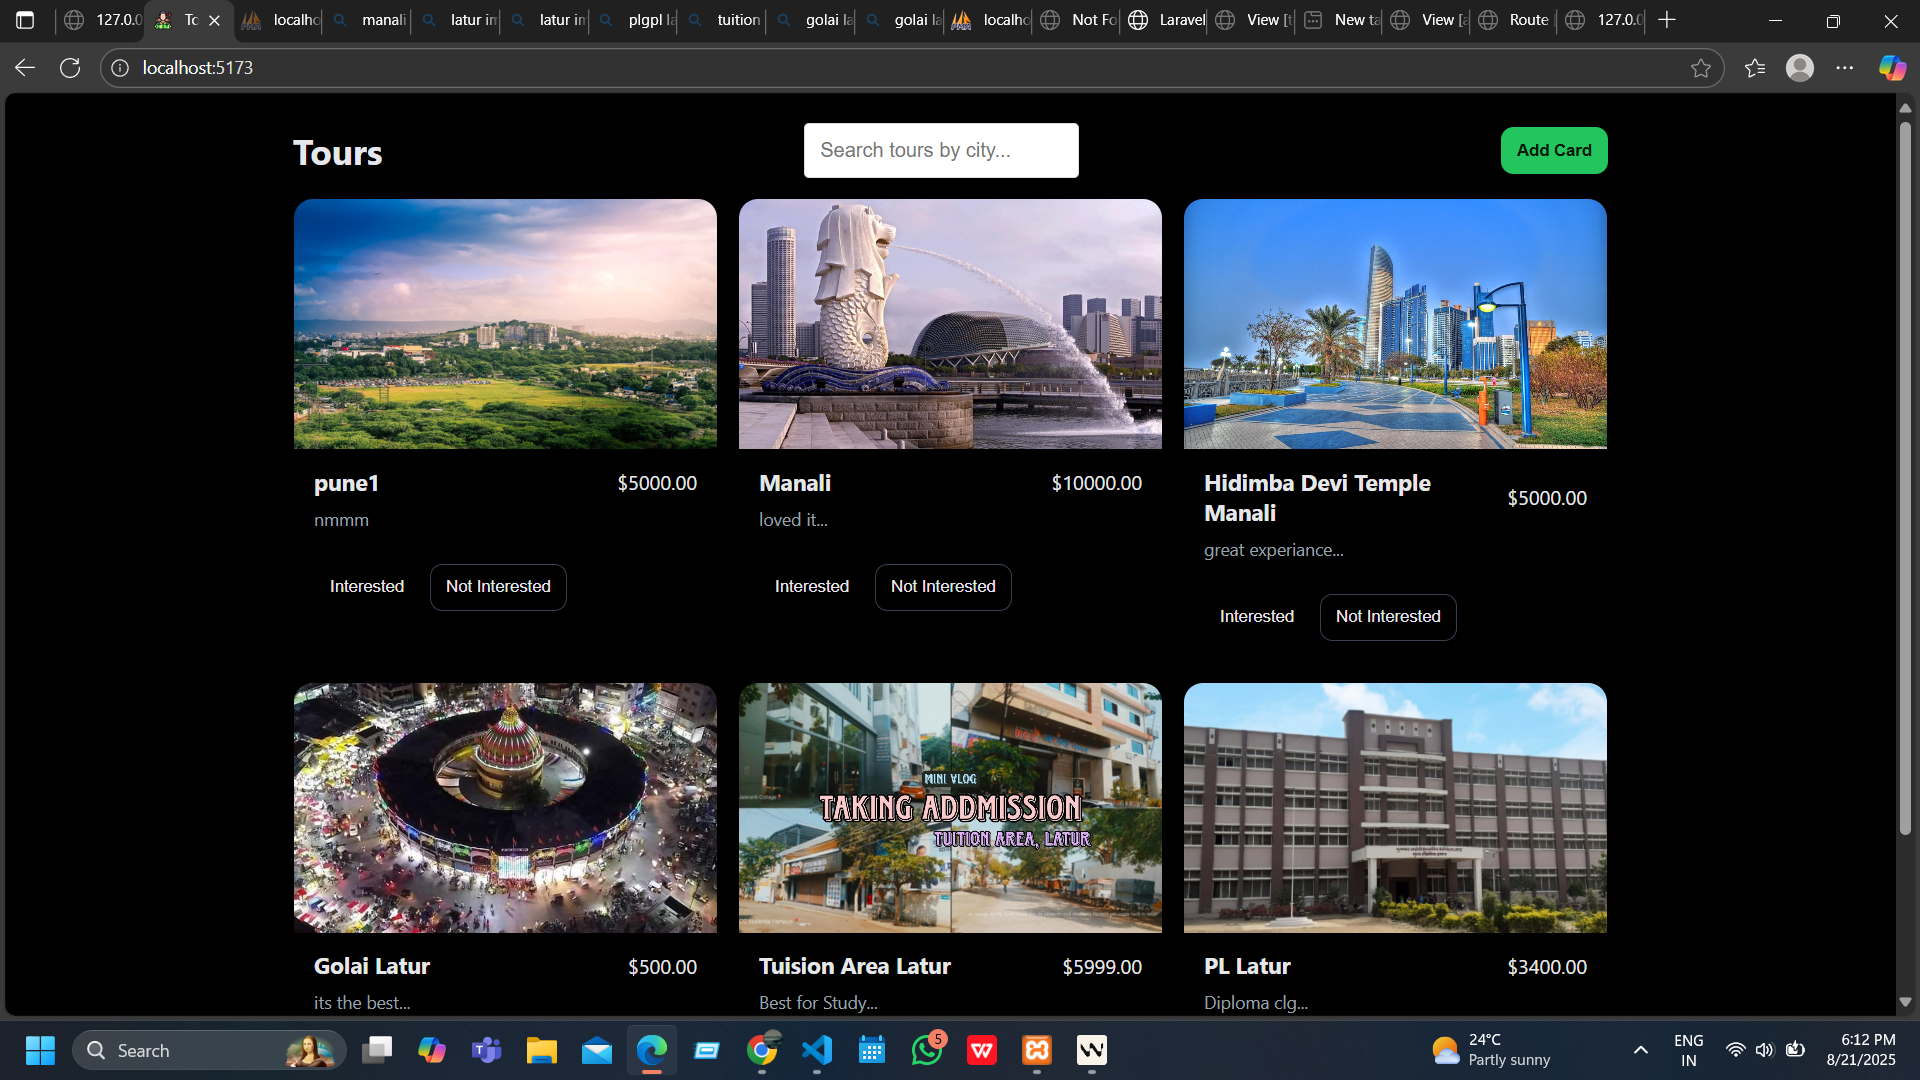 127.0.0
To
localho
manali
latur im
latur im
plgpl la
tuition
golai la
golai la
localho
Not Fo
Laravel
View [t
New ta
View [a
Route
127.0.0
localhost:5173
Tours
Search tours by city...
Add Card
pune1
$5000.00
nmmm
Interested
Not Interested
Manali
$10000.00
loved it...
Interested
Not Interested
Hidimba Devi Temple
Manali
$5000.00
great experiance...
Interested
Not Interested
MINI VLOG
TAKING ADDMISSION
TUITION AREA, LATUR
Golai Latur
$500.00
its the best...
Tuision Area Latur
$5999.00
Best for Study...
PL Latur
$3400.00
Diploma clg...
Search
5
24°C
Partly sunny
ENG
IN
6:12 PM
8/21/2025